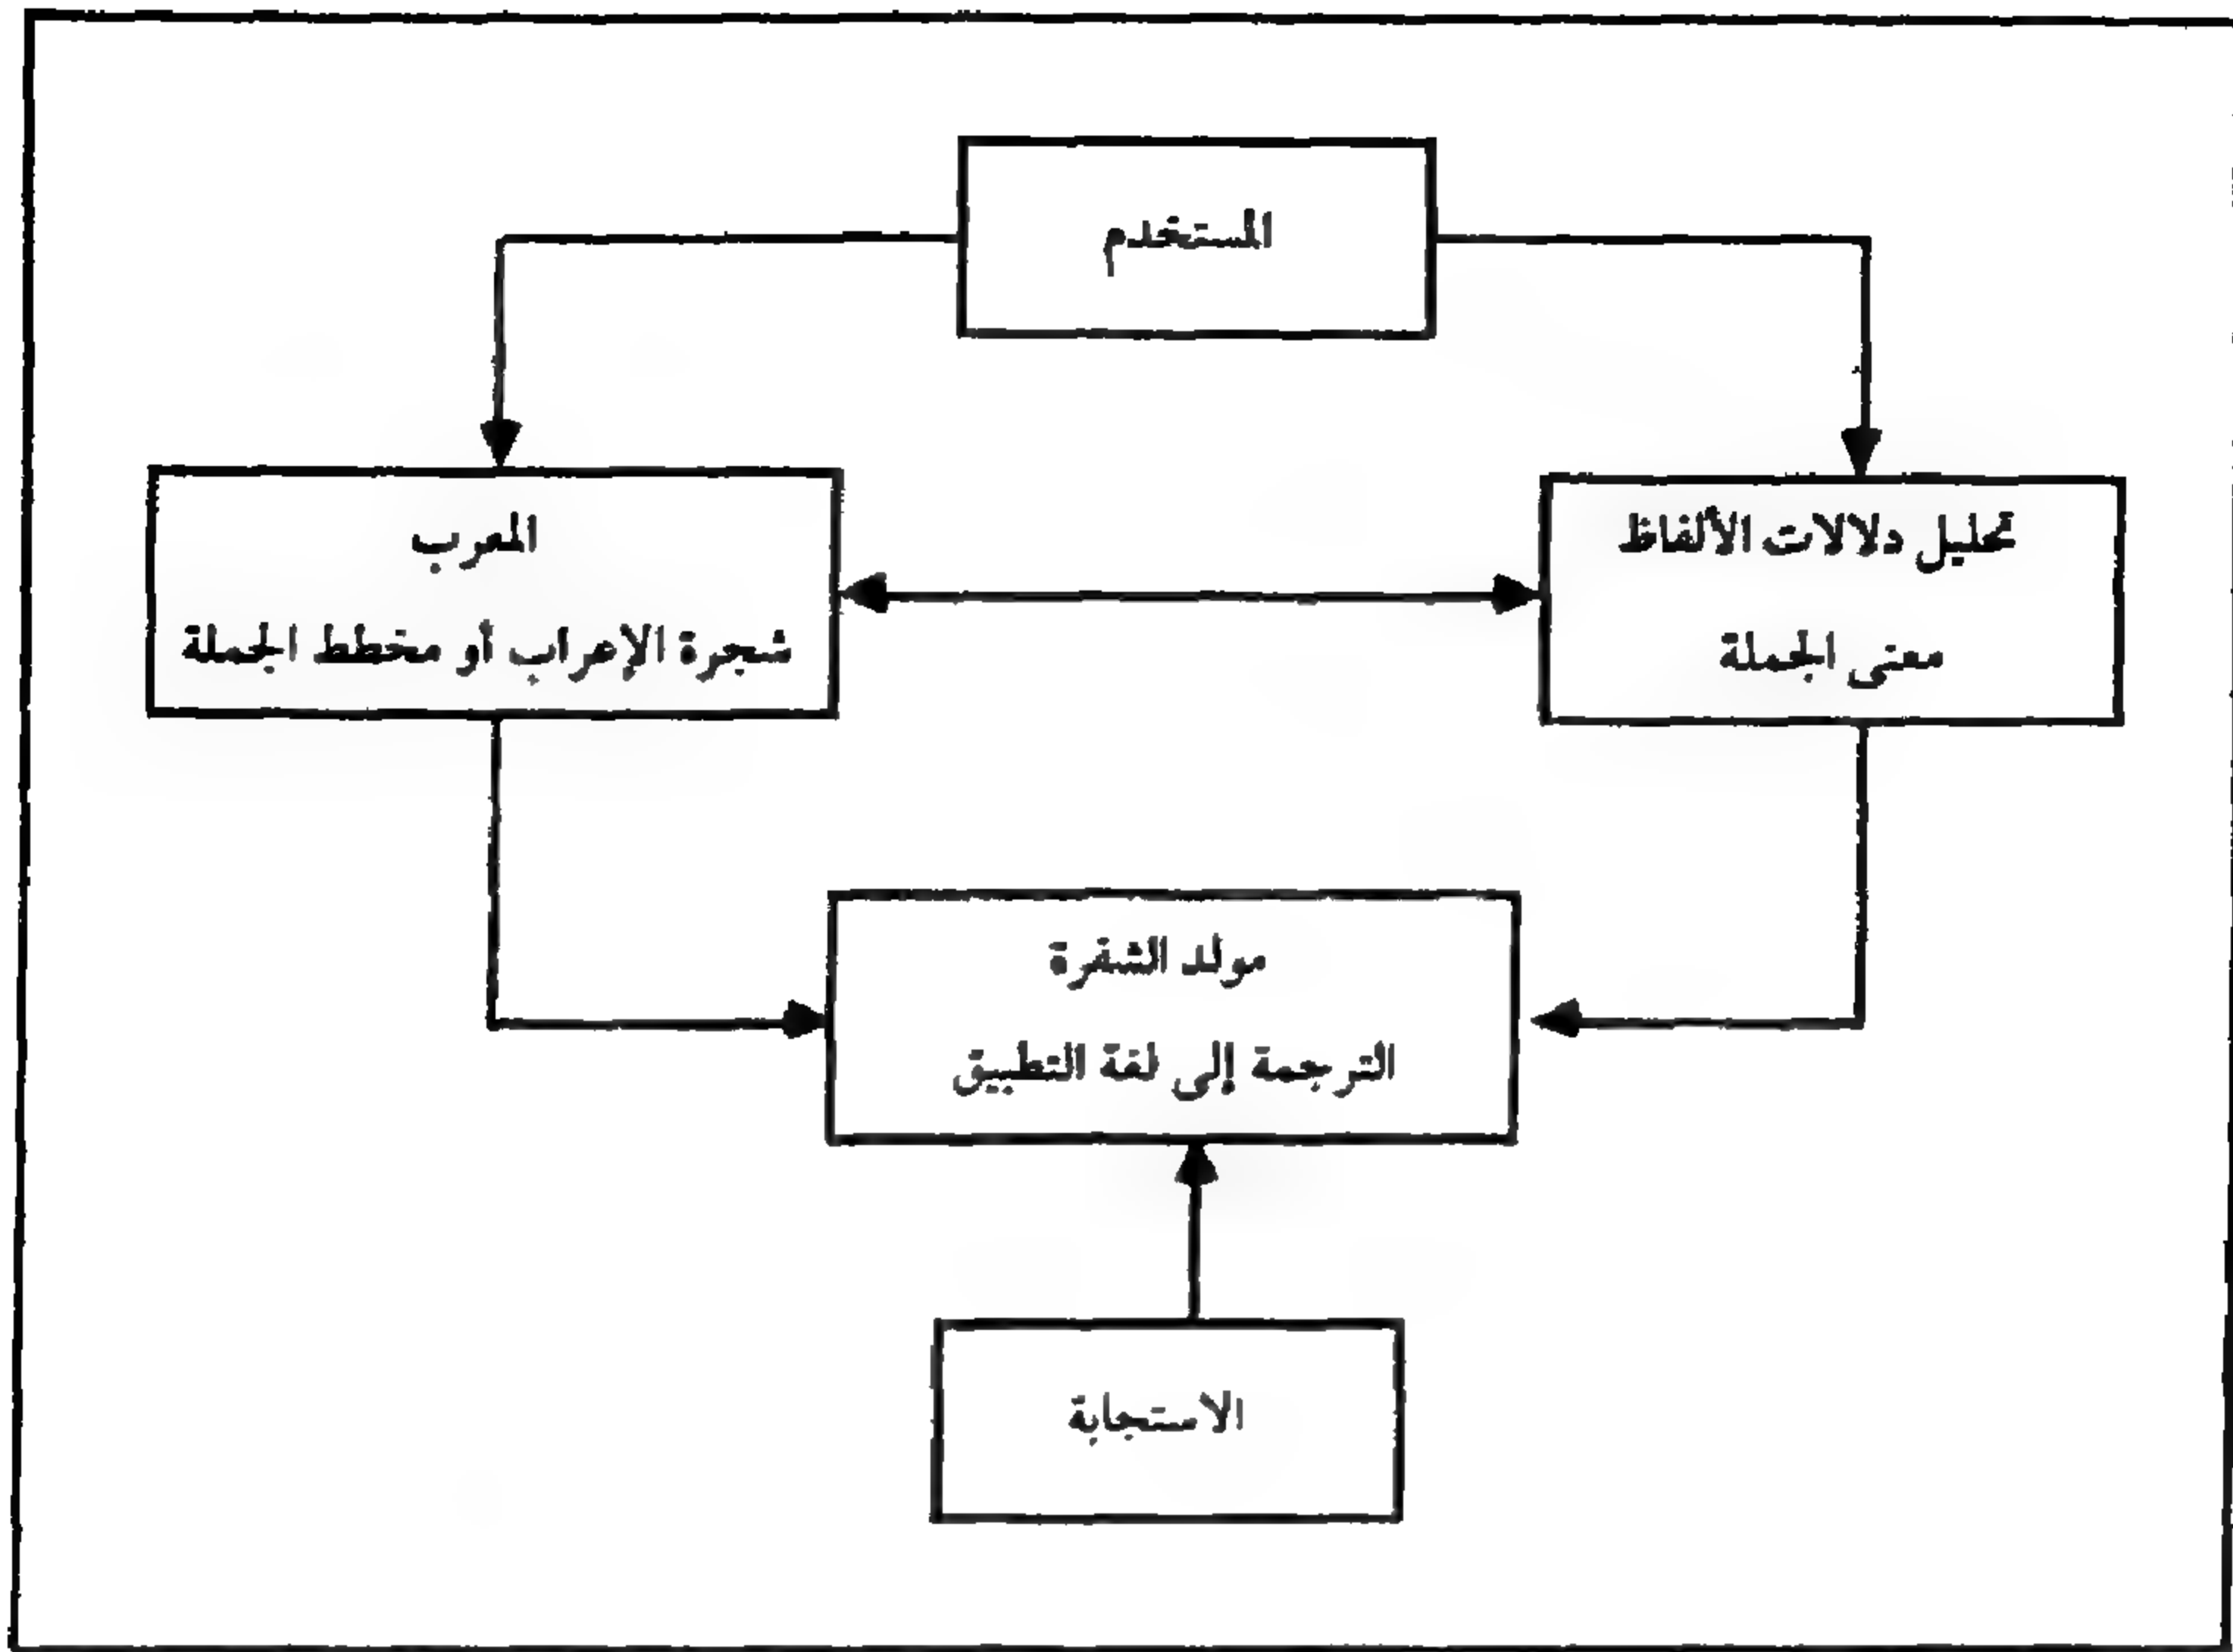 المستخدم
تحليل دلالات الألفاظ
معنى الجملة
المعرب
شجرة الإعراب أو مخطط الجملة
مولد الشفرة
الترجمة إلى لغة التطبيق
الاستجابة